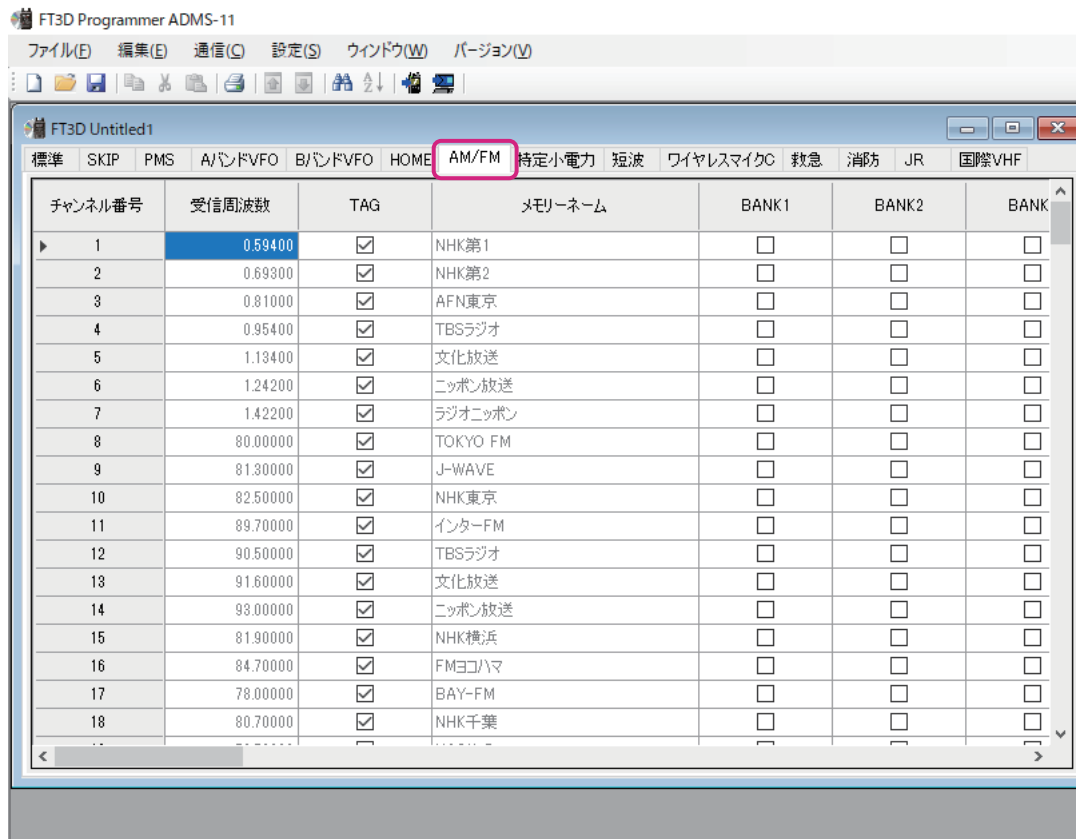 FT3D Programmer ADMS-11
ファイル(F) 編集(E) 通信(C) 設定(S) ウィンドウ(W) バージョン(V)
FT3D Untitled1
標準 SKIP PMS AバンドVFO BバンドVFO HOME AM/FM 特定小電力 短波 ワイヤレスマイクC 救急 消防 JR 国際VHF
チャンネル番号 受信周波数 TAG メモリーネーム BANK1 BANK2 BANK
1 0.59400 NHK第1
2 0.69300 NHK第2
3 0.81000 AFN東京
4 0.95400 TBSラジオ
5 1.13400 文化放送
6 1.24200 ニッポン放送
7 1.42200 ラジオニッポン
8 80.00000 TOKYO FM
9 81.30000 J-WAVE
10 82.50000 NHK東京
11 89.70000 インターFM
12 90.50000 TBSラジオ
13 91.60000 文化放送
14 93.00000 ニッポン放送
15 81.90000 NHK横浜
16 84.70000 FMヨコハマ
17 78.00000 BAY-FM
18 80.70000 NHK千葉